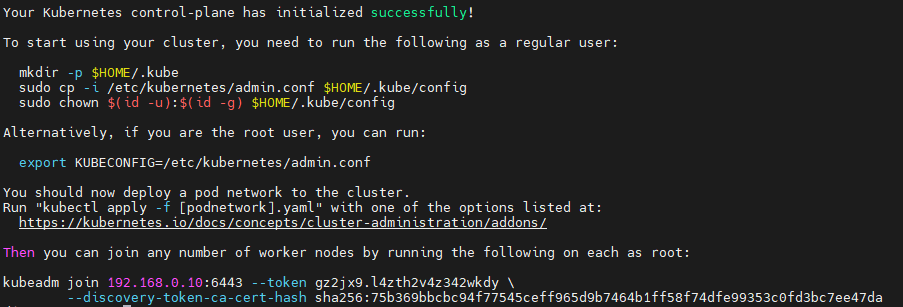 Your Kubernetes control-plane has initialized successfully!
To start using your cluster, you need to run the following as a regular user:
mkdir -p $HOME/.kube
sudo cp -i /etc/kubernetes/admin.conf $HOME/.kube/config
sudo chown $(id -u):$(id -g) $HOME/.kube/config
Alternatively, if you are the root user, you can run:
export KUBECONFIG=/etc/kubernetes/admin.conf
You should now deploy a pod network to the cluster.
Run "kubectl apply -f [podnetwork].yaml" with one of the options listed at:
https://kubernetes.io/docs/concepts/cluster-administration/addons/
Then you can join any number of worker nodes by running the following on each as root:
kubeadm join 192.168.0.10:6443 --token gz2jx9.l4zth2v4z342wkdy \
--discovery-token-ca-cert-hash sha256:75b369bbcbc94f77545ceff965d9b7464b1ff58f74dfe99353c0fd3bc7ee47da